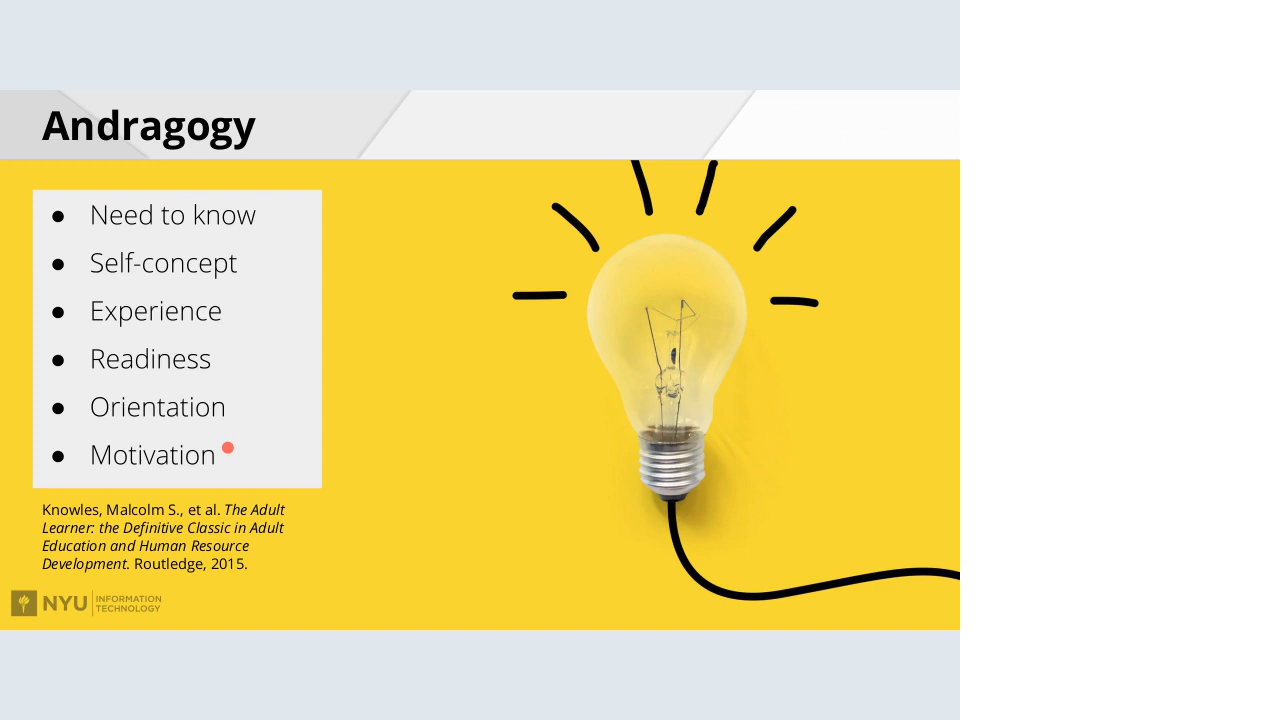 Andragogy
● Need to know
● Self-concept
● Experience
● Readiness
● Orientation
● Motivation
Knowles, Malcolm S., et al. The Adult
Learner: the Definitive Classic in Adult
Education and Human Resource
Development. Routledge, 2015.
NYU INFORMATION
TECHNOLOGY